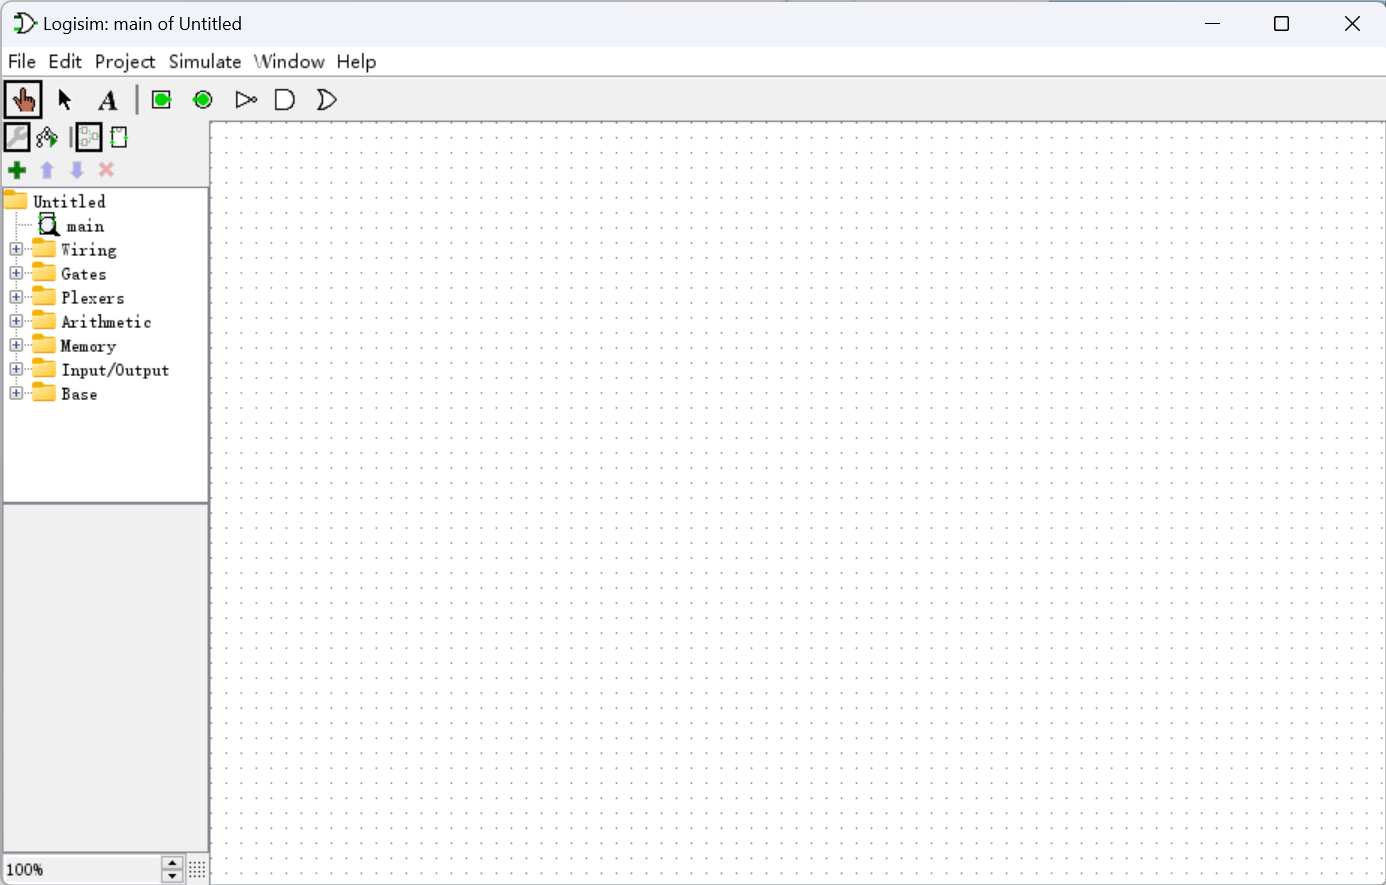 Logisim: main of Untitled
File Edit Project Simulate Window Help
A
Untitled
main
Wiring
Gates
Plexers
Arithmetic
Memory
Input/Output
Base
100%